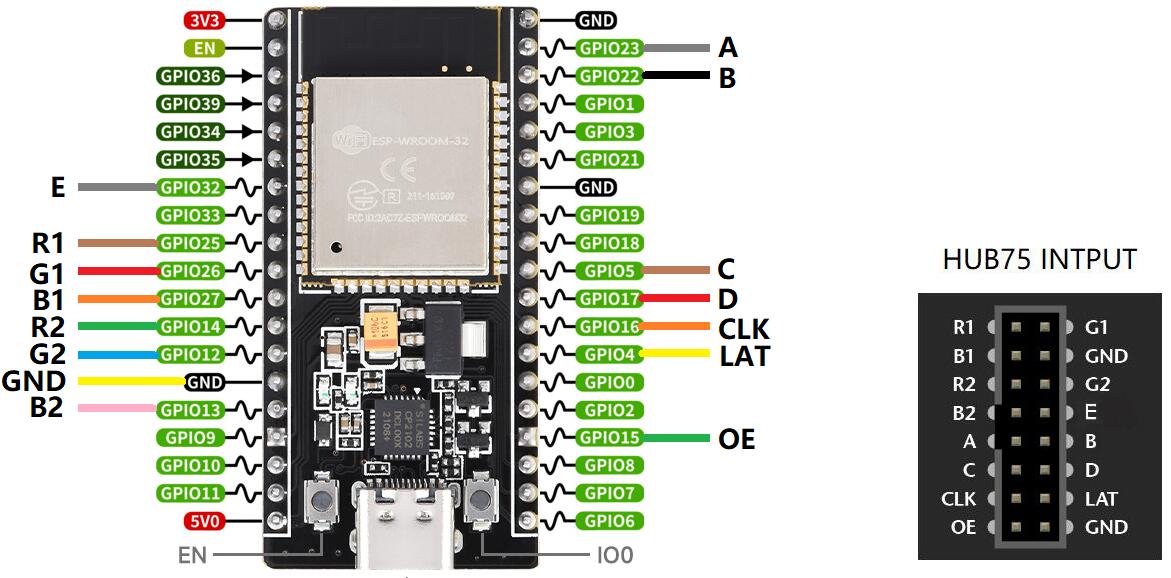 3V3
EN
GPIO36
GPIO39
GPIO34
GPIO35
E GPIO32
GPIO33
R1 GPIO25
G1 GPIO26
B1 GPIO27
R2 GPIO14
G2 GPIO12
GND GND
B2 GPIO13
GPIO9
GPIO10
GPIO11
5V0
EN
WiFi ESP-WROOM-32
CE
R 211-161007
FCC ID:2AC7Z-ESPWROOM32
SILABS
CP2102
DCL00X
2108+
GND
GPIO23 A
GPIO22 B
GPIO1
GPIO3
GPIO21
GND
GPIO19
GPIO18
GPIO5 C
GPIO17 D
GPIO16 CLK
GPIO4 LAT
GPIO0
GPIO2
GPIO15 OE
GPIO8
GPIO7
GPIO6
IO0
HUB75 INTPUT
R1 G1
B1 GND
R2 G2
B2 E
A B
C D
CLK LAT
OE GND